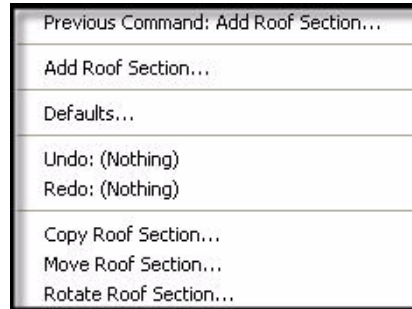 Previous Command: Add Roof Section...
Add Roof Section...
Defaults...
Undo: (Nothing)
Redo: (Nothing)
Copy Roof Section...
Move Roof Section...
Rotate Roof Section...